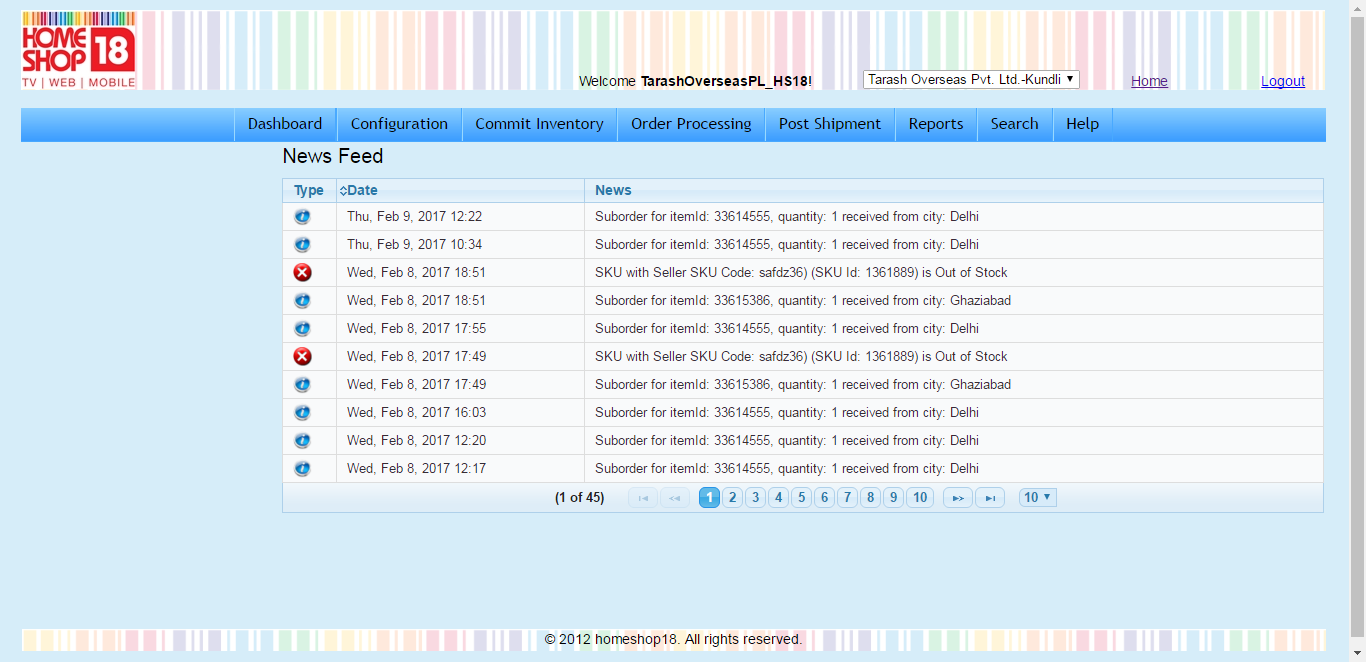 HOME SHOP 18
TV | WEB | MOBILE
Welcome TarashOverseasPL_HS18!
Tarash Overseas Pvt. Ltd.-Kundli
Home
Logout
Dashboard Configuration Commit Inventory Order Processing Post Shipment Reports Search Help
News Feed
Type Date News
Thu, Feb 9, 2017 12:22 Suborder for itemId: 33614555, quantity: 1 received from city: Delhi
Thu, Feb 9, 2017 10:34 Suborder for itemId: 33614555, quantity: 1 received from city: Delhi
Wed, Feb 8, 2017 18:51 SKU with Seller SKU Code: safdz36) (SKU Id: 1361889) is Out of Stock
Wed, Feb 8, 2017 18:51 Suborder for itemId: 33615386, quantity: 1 received from city: Ghaziabad
Wed, Feb 8, 2017 17:55 Suborder for itemId: 33614555, quantity: 1 received from city: Delhi
Wed, Feb 8, 2017 17:49 SKU with Seller SKU Code: safdz36) (SKU Id: 1361889) is Out of Stock
Wed, Feb 8, 2017 17:49 Suborder for itemId: 33615386, quantity: 1 received from city: Ghaziabad
Wed, Feb 8, 2017 16:03 Suborder for itemId: 33614555, quantity: 1 received from city: Delhi
Wed, Feb 8, 2017 12:20 Suborder for itemId: 33614555, quantity: 1 received from city: Delhi
Wed, Feb 8, 2017 12:17 Suborder for itemId: 33614555, quantity: 1 received from city: Delhi
(1 of 45) 1 2 3 4 5 6 7 8 9 10 10
© 2012 homeshop18. All rights reserved.